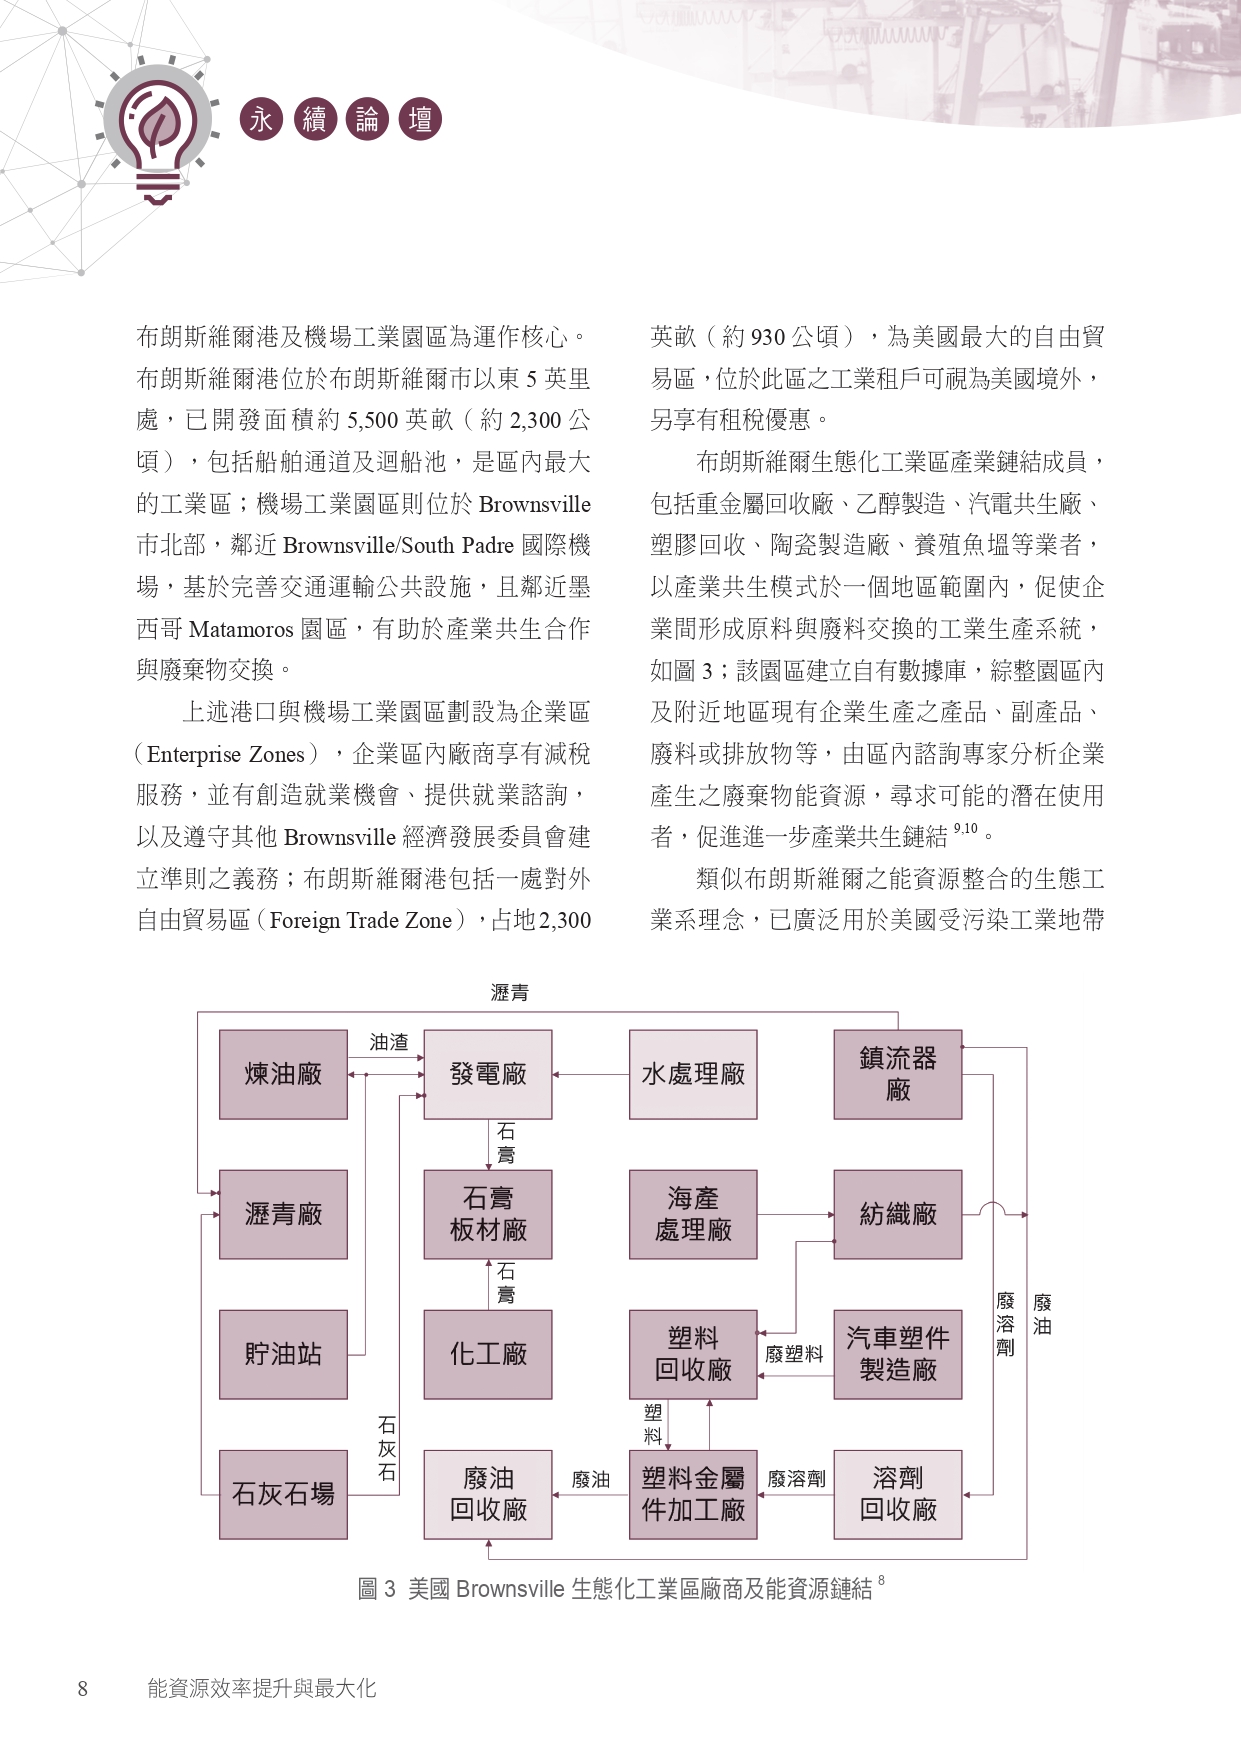 永續論壇
布朗斯維爾港及機場工業園區為運作核心。
布朗斯維爾港位於布朗斯維爾市以東 5 英里
處，已開發面積約 5,500 英畝（約 2,300 公
頃），包括船舶通道及迴船池，是區內最大
的工業區；機場工業園區則位於 Brownsville
市北部，鄰近 Brownsville/South Padre 國際機
場，基於完善交通運輸公共設施，且鄰近墨
西哥 Matamoros 園區，有助於產業共生合作
與廢棄物交換。
上述港口與機場工業園區劃設為企業區
（Enterprise Zones），企業區內廠商享有減稅
服務，並有創造就業機會、提供就業諮詢，
以及遵守其他 Brownsville 經濟發展委員會建
立準則之義務；布朗斯維爾港包括一處對外
自由貿易區（Foreign Trade Zone），占地 2,300
英畝（約 930 公頃），為美國最大的自由貿
易區，位於此區之工業租戶可視為美國境外，
另享有租稅優惠。
布朗斯維爾生態化工業區產業鏈結成員，
包括重金屬回收廠、乙醇製造、汽電共生廠、
塑膠回收、陶瓷製造廠、養殖魚塭等業者，
以產業共生模式於一個地區範圍內，促使企
業間形成原料與廢料交換的工業生產系統，
如圖 3；該園區建立自有數據庫，綜整園區內
及附近地區現有企業生產之產品、副產品、
廢料或排放物等，由區內諮詢專家分析企業
產生之廢棄物能資源，尋求可能的潛在使用
者，促進進一步產業共生鏈結 9,10。
類似布朗斯維爾之能資源整合的生態工
業系理念，已廣泛用於美國受污染工業地帶
瀝青
煉油廠
油渣
發電廠
水處理廠
鎮流器
廠
石膏
瀝青廠
石膏
板材廠
海產
處理廠
紡織廠
石膏
貯油站
化工廠
塑料
回收廠
廢塑料
汽車塑件
製造廠
廢溶劑
廢油
石灰石
塑料
石灰石場
廢油
回收廠
廢油
塑料金屬
件加工廠
廢溶劑
溶劑
回收廠
圖 3 美國 Brownsville 生態化工業區廠商及能資源鏈結 8
8 能資源效率提升與最大化